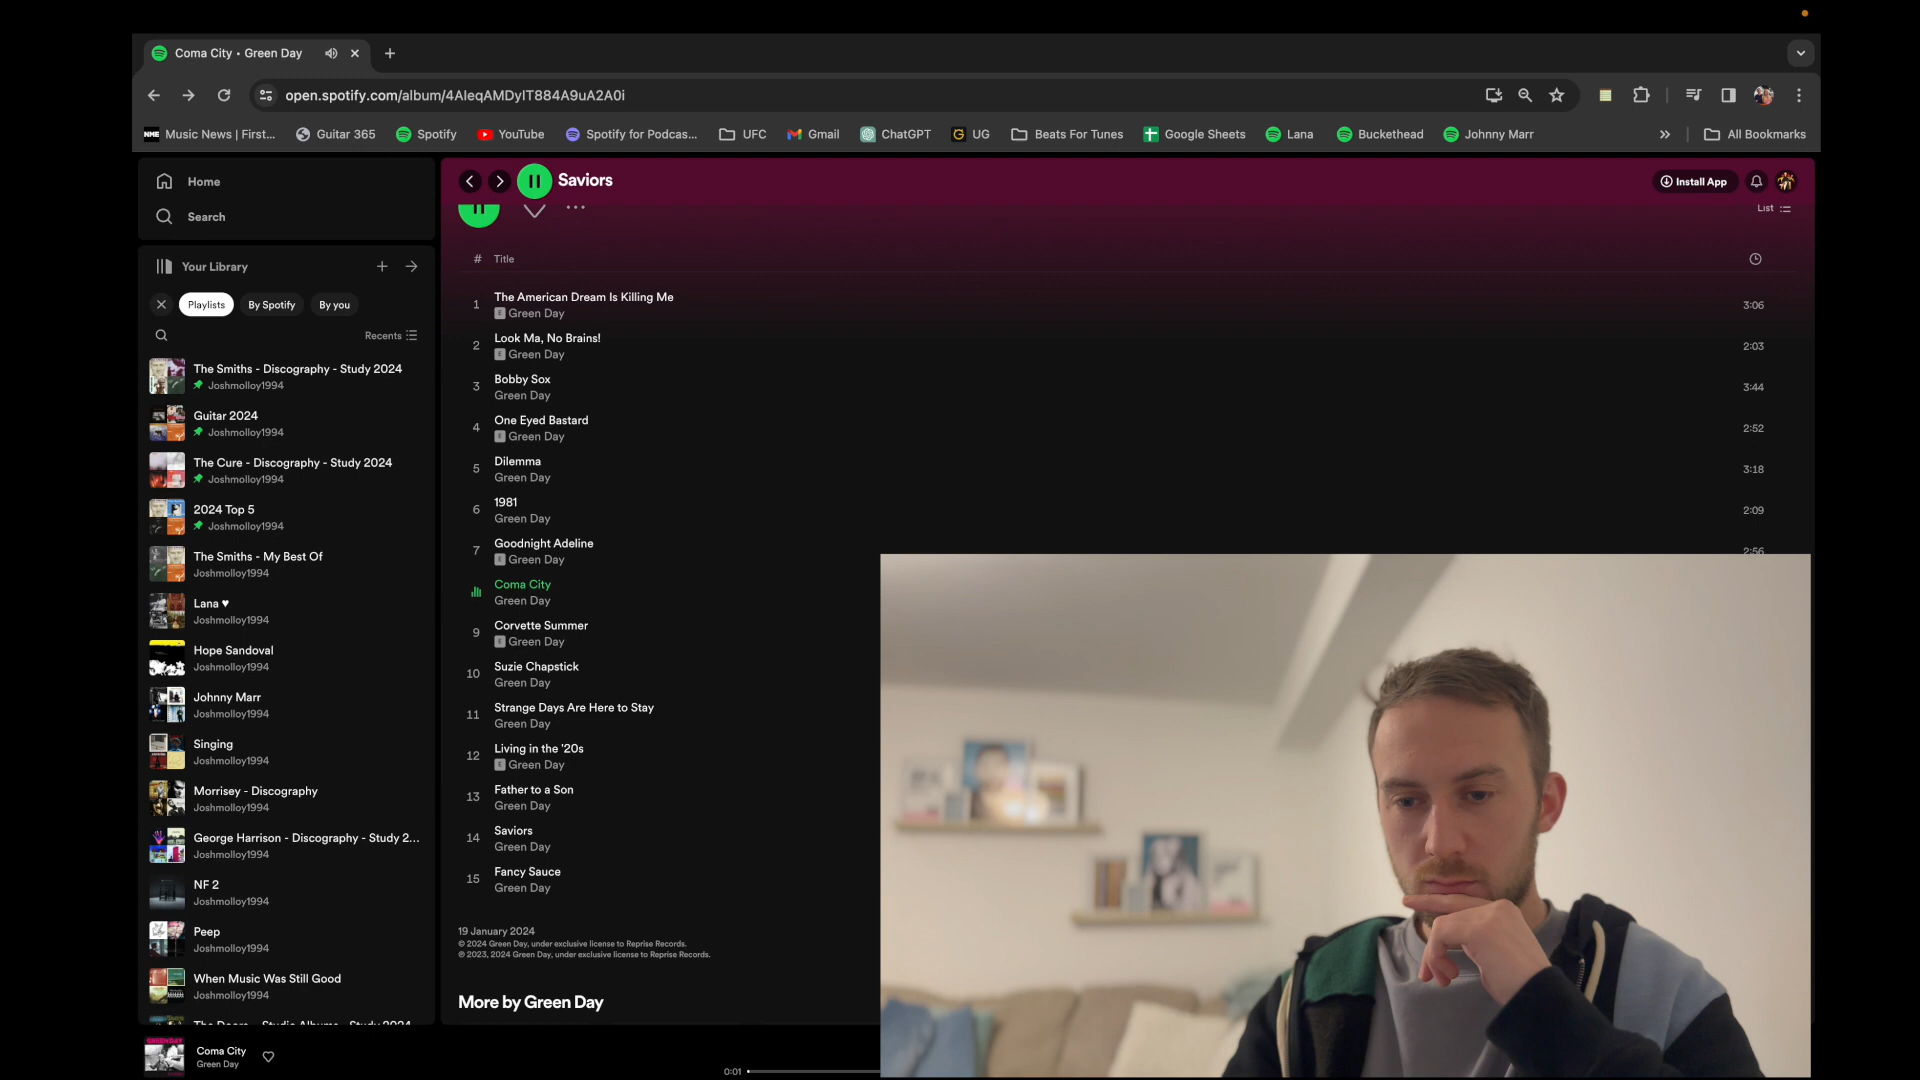 Coma City • Green Day
open.spotify.com/album/4AleqAMDylT884A9uA2A0i
NME Music News | First...
Guitar 365
Spotify
YouTube
Spotify for Podcas...
UFC
Gmail
ChatGPT
G UG
Beats For Tunes
Google Sheets
Lana
Buckethead
Johnny Marr
»
All Bookmarks
Home
Search
Your Library
Playlists
By Spotify
By you
Recents
The Smiths - Discography - Study 2024
Joshmolloy1994
Guitar 2024
Joshmolloy1994
The Cure - Discography - Study 2024
Joshmolloy1994
2024 Top 5
Joshmolloy1994
The Smiths - My Best Of
Joshmolloy1994
Lana ♥
Joshmolloy1994
Hope Sandoval
Joshmolloy1994
Johnny Marr
Joshmolloy1994
Singing
Joshmolloy1994
Morrisey - Discography
Joshmolloy1994
George Harrison - Discography - Study 2...
Joshmolloy1994
NF 2
Joshmolloy1994
Peep
Joshmolloy1994
When Music Was Still Good
Joshmolloy1994
The Doors - Studio Albums - Study 2024
Saviors
Install App
List
# Title
1 The American Dream Is Killing Me 3:06
E Green Day
2 Look Ma, No Brains! 2:03
E Green Day
3 Bobby Sox 3:44
Green Day
4 One Eyed Bastard 2:52
E Green Day
5 Dilemma 3:18
Green Day
6 1981 2:09
Green Day
7 Goodnight Adeline 2:56
E Green Day
Coma City
Green Day
9 Corvette Summer
E Green Day
10 Suzie Chapstick
Green Day
11 Strange Days Are Here to Stay
Green Day
12 Living in the '20s
E Green Day
13 Father to a Son
Green Day
14 Saviors
Green Day
15 Fancy Sauce
Green Day
19 January 2024
© 2024 Green Day, under exclusive license to Reprise Records.
℗ 2023, 2024 Green Day, under exclusive license to Reprise Records.
More by Green Day
GREEN DAY
Coma City
Green Day
0:01